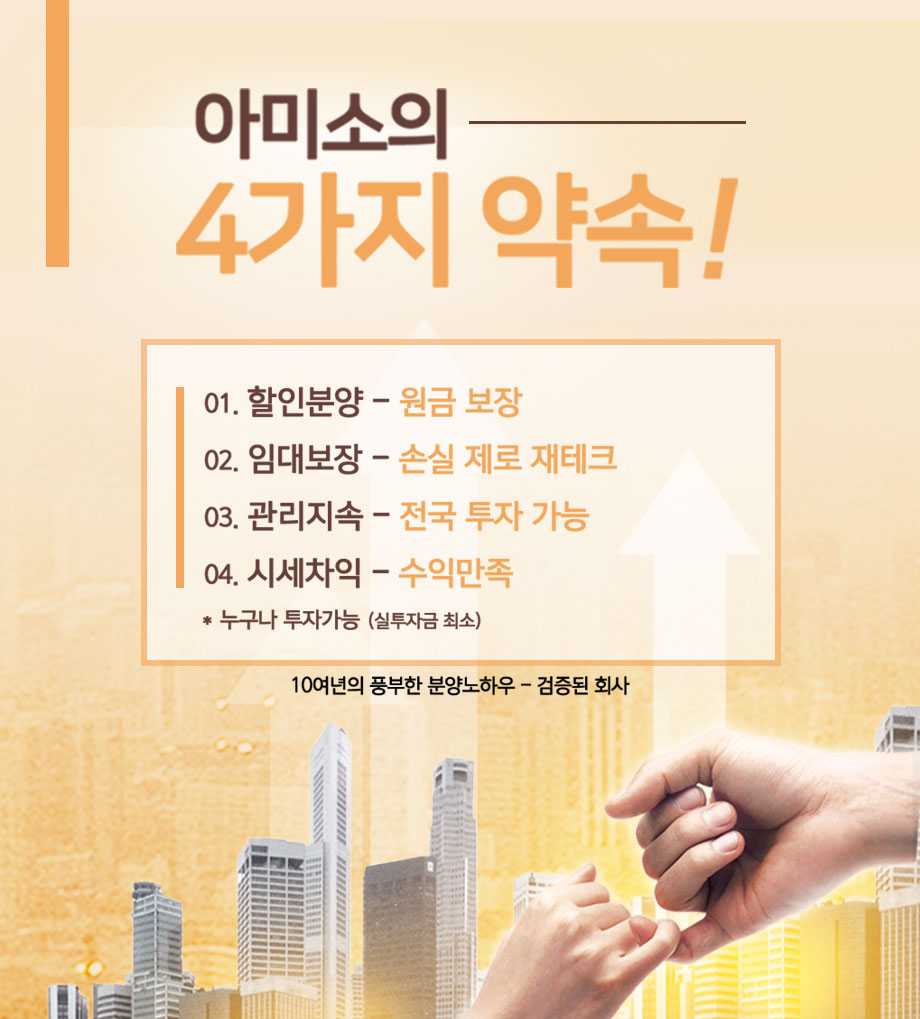 아미소의
4가지 약속!
01. 할인분양 - 원금 보장
02. 임대보장 - 손실 제로 재테크
03. 관리지속 - 전국 투자 가능
04. 시세차익 - 수익만족
* 누구나 투자가능 (실투자금 최소)
10여년의 풍부한 분양노하우 - 검증된 회사